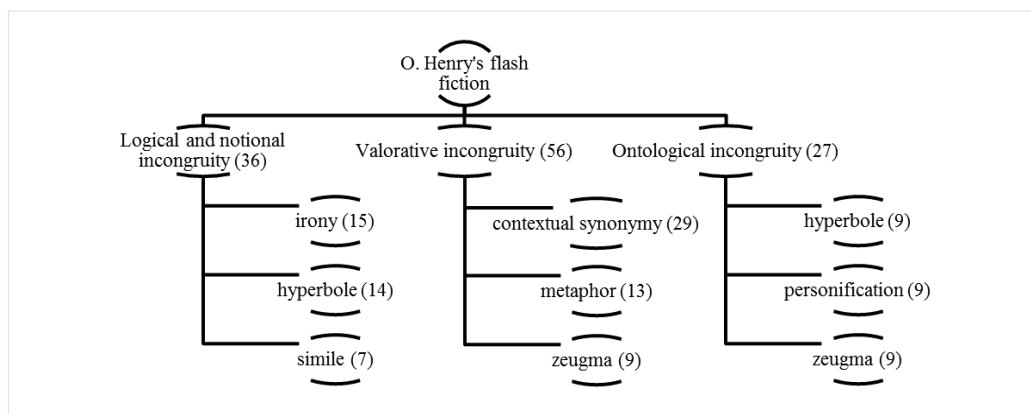 O. Henry's flash
fiction
Logical and notional
incongruity (36)
Valorative incongruity (56)
Ontological incongruity (27)
irony (15)
contextual synonymy (29)
hyperbole (9)
hyperbole (14)
metaphor (13)
personification (9)
simile (7)
zeugma (9)
zeugma (9)